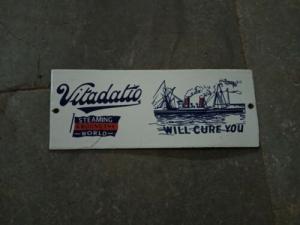 Vitadatio
STEAMING
AROUND THE
WORLD
WILL CURE YOU